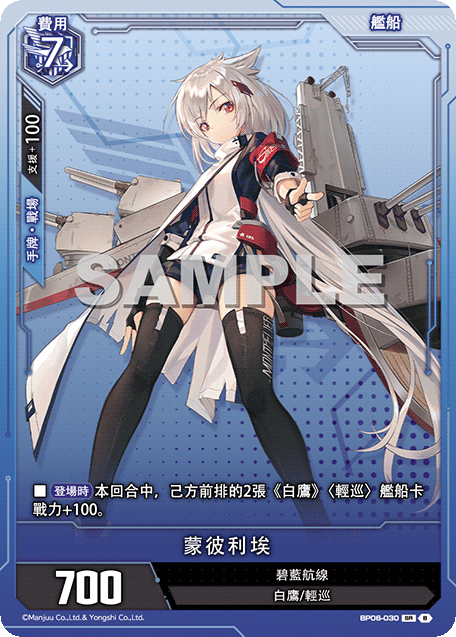 費用
7
艦船
支援+100
手牌・戰場
MONTPELIER
SAMPLE
■ 登場時 本回合中，己方前排的2張《白鷹》〈輕巡〉艦船卡
戰力+100。
蒙彼利埃
700
碧藍航線
白鷹/輕巡
©Manjuu Co.,Ltd. & Yongshi Co.,Ltd.
BP06-030 SR B